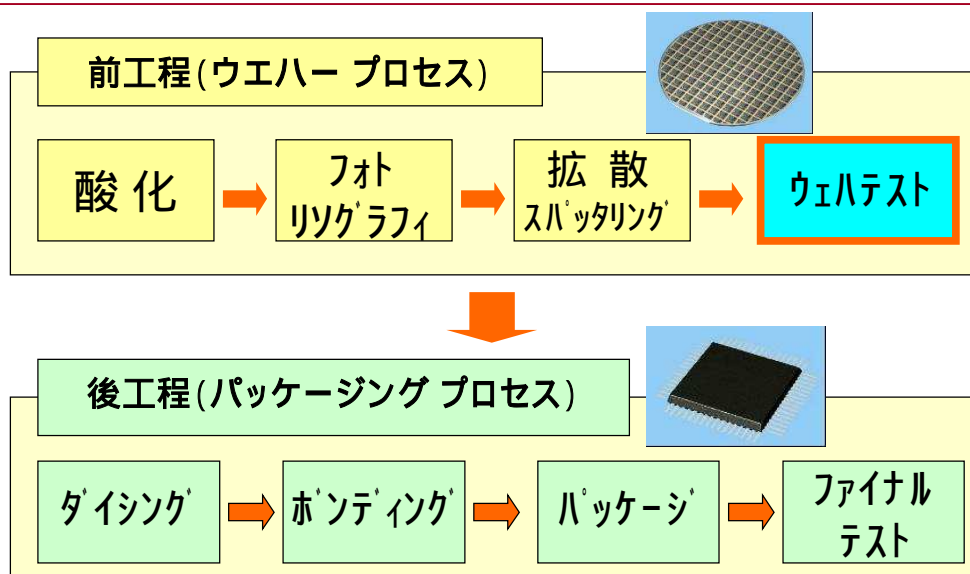 前工程(ウエハー プロセス)
酸 化
フォト
リソグラフィ
拡 散
スパッタリング
ウェハテスト
後工程(パッケージング プロセス)
ダイシング
ボンディング
パッケージ
ファイナル
テスト